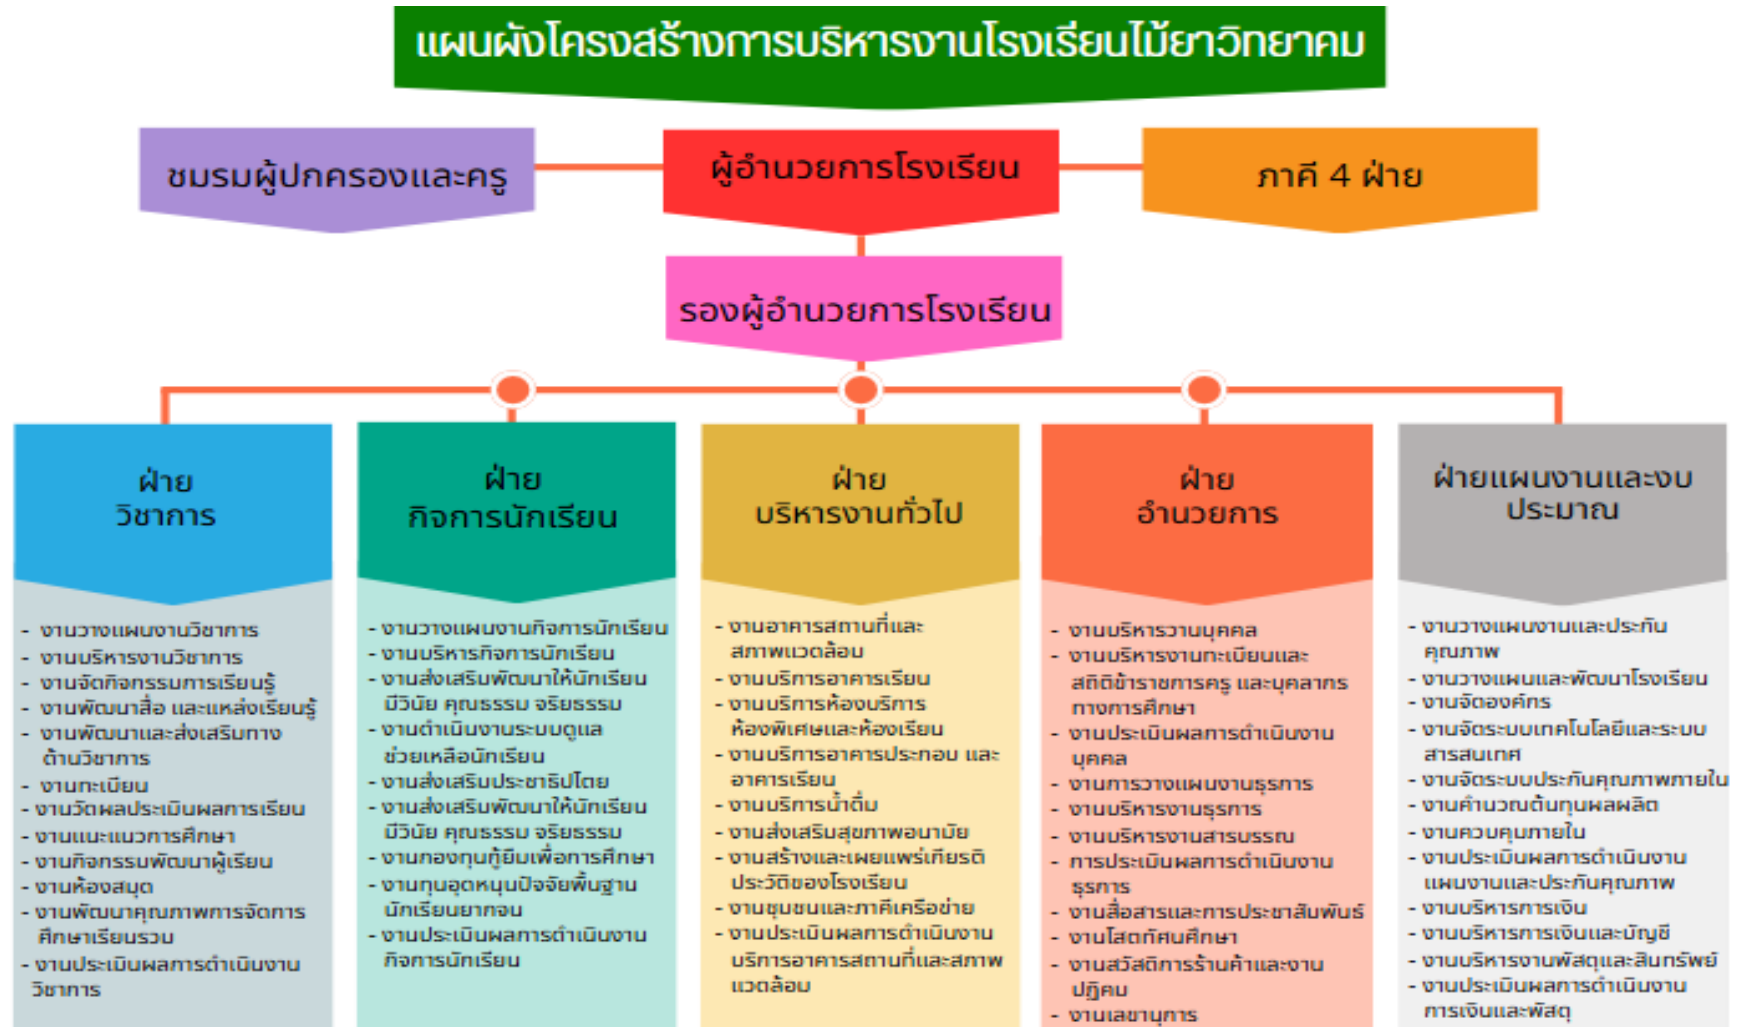 แผนผังโครงสร้างการบริหารงานโรงเรียนไม้ยาวิทยาคม
ชมรมผู้ปกครองและครู
ผู้อำนวยการโรงเรียน
ภาคี 4 ฝ่าย
รองผู้อำนวยการโรงเรียน
ฝ่าย
วิชาการ
- งานวางแผนงานวิชาการ
- งานบริหารงานวิชาการ
- งานจัดกิจกรรมการเรียนรู้
- งานพัฒนาสื่อ และแหล่งเรียนรู้
- งานพัฒนาและส่งเสริมทาง
ด้านวิชาการ
- งานทะเบียน
- งานวัดผลประเมินผลการเรียน
- งานแนะแนวการศึกษา
- งานกิจกรรมพัฒนาผู้เรียน
- งานห้องสมุด
- งานพัฒนาคุณภาพการจัดการ
ศึกษาเรียนรวม
- งานประเมินผลการดำเนินงาน
วิชาการ
ฝ่าย
กิจการนักเรียน
- งานวางแผนงานกิจการนักเรียน
- งานบริหารกิจการนักเรียน
- งานส่งเสริมพัฒนาให้นักเรียน
มีวินัย คุณธรรม จริยธรรม
- งานดำเนินงานระบบดูแล
ช่วยเหลือนักเรียน
- งานส่งเสริมประชาธิปไตย
- งานส่งเสริมพัฒนาให้นักเรียน
มีวินัย คุณธรรม จริยธรรม
- งานกองทุนกู้ยืมเพื่อการศึกษา
- งานทุนอุดหนุนปัจจัยพื้นฐาน
นักเรียนยากจน
- งานประเมินผลการดำเนินงาน
กิจการนักเรียน
ฝ่าย
บริหารงานทั่วไป
- งานอาคารสถานที่และ
สภาพแวดล้อม
- งานบริการอาคารเรียน
- งานบริการห้องบริการ
ห้องพิเศษและห้องเรียน
- งานบริการอาคารประกอบ และ
อาคารเรียน
- งานบริการน้ำดื่ม
- งานส่งเสริมสุขภาพอนามัย
- งานสร้างและเผยแพร่เกียรติ
ประวัติของโรงเรียน
- งานชุมชนและภาคีเครือข่าย
- งานประเมินผลการดำเนินงาน
บริการอาคารสถานที่และสภาพ
แวดล้อม
ฝ่าย
อำนวยการ
- งานบริหารวานบุคคล
- งานบริหารงานทะเบียนและ
สถิติข้าราชการครู และบุคลากร
ทางการศึกษา
- งานประเมินผลการดำเนินงาน
บุคคล
- งานการวางแผนงานธุรการ
- งานบริหารงานธุรการ
- งานบริหารงานสารบรรณ
- การประเมินผลการดำเนินงาน
ธุรการ
- งานสื่อสารและการประชาสัมพันธ์
- งานโสตทัศนศึกษา
- งานสวัสดิการร้านค้าและงาน
ปฏิคม
- งานเลขานุการ
ฝ่ายแผนงานและงบ
ประมาณ
- งานวางแผนงานและประกัน
คุณภาพ
- งานวางแผนและพัฒนาโรงเรียน
- งานจัดองค์กร
- งานจัดระบบเทคโนโลยีและระบบ
สารสนเทศ
- งานจัดระบบประกันคุณภาพภายใน
- งานคำนวณต้นทุนผลผลิต
- งานควบคุมภายใน
- งานประเมินผลการดำเนินงาน
แผนงานและประกันคุณภาพ
- งานบริหารการเงิน
- งานบริหารการเงินและบัญชี
- งานบริหารงานพัสดุและสินทรัพย์
- งานประเมินผลการดำเนินงาน
การเงินและพัสดุ